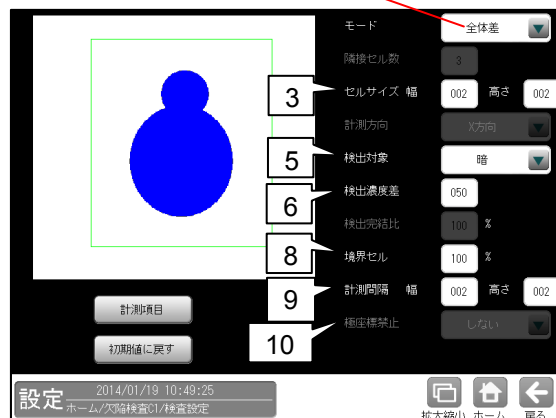 モード 全体差
隣接セル数 3
3 セルサイズ 幅 002 高さ 002
計測方向 X方向
5 検出対象 暗
6 検出濃度差 050
検出完結比 100 %
8 境界セル 100 %
9 計測間隔 幅 002 高さ 002
10 極座標禁止 しない
計測項目
初期値に戻す
設定 2014/01/19 10:49:25
ホーム/欠陥検査C1/検査設定
拡大縮小 ホーム 戻る